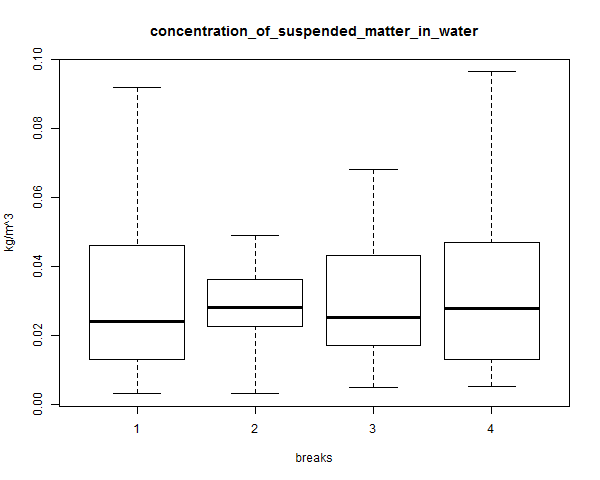 concentration_of_suspended_matter_in_water
kg/m^3
0.10
0.08
0.06
0.04
0.02
0.00
1 2 3 4
breaks